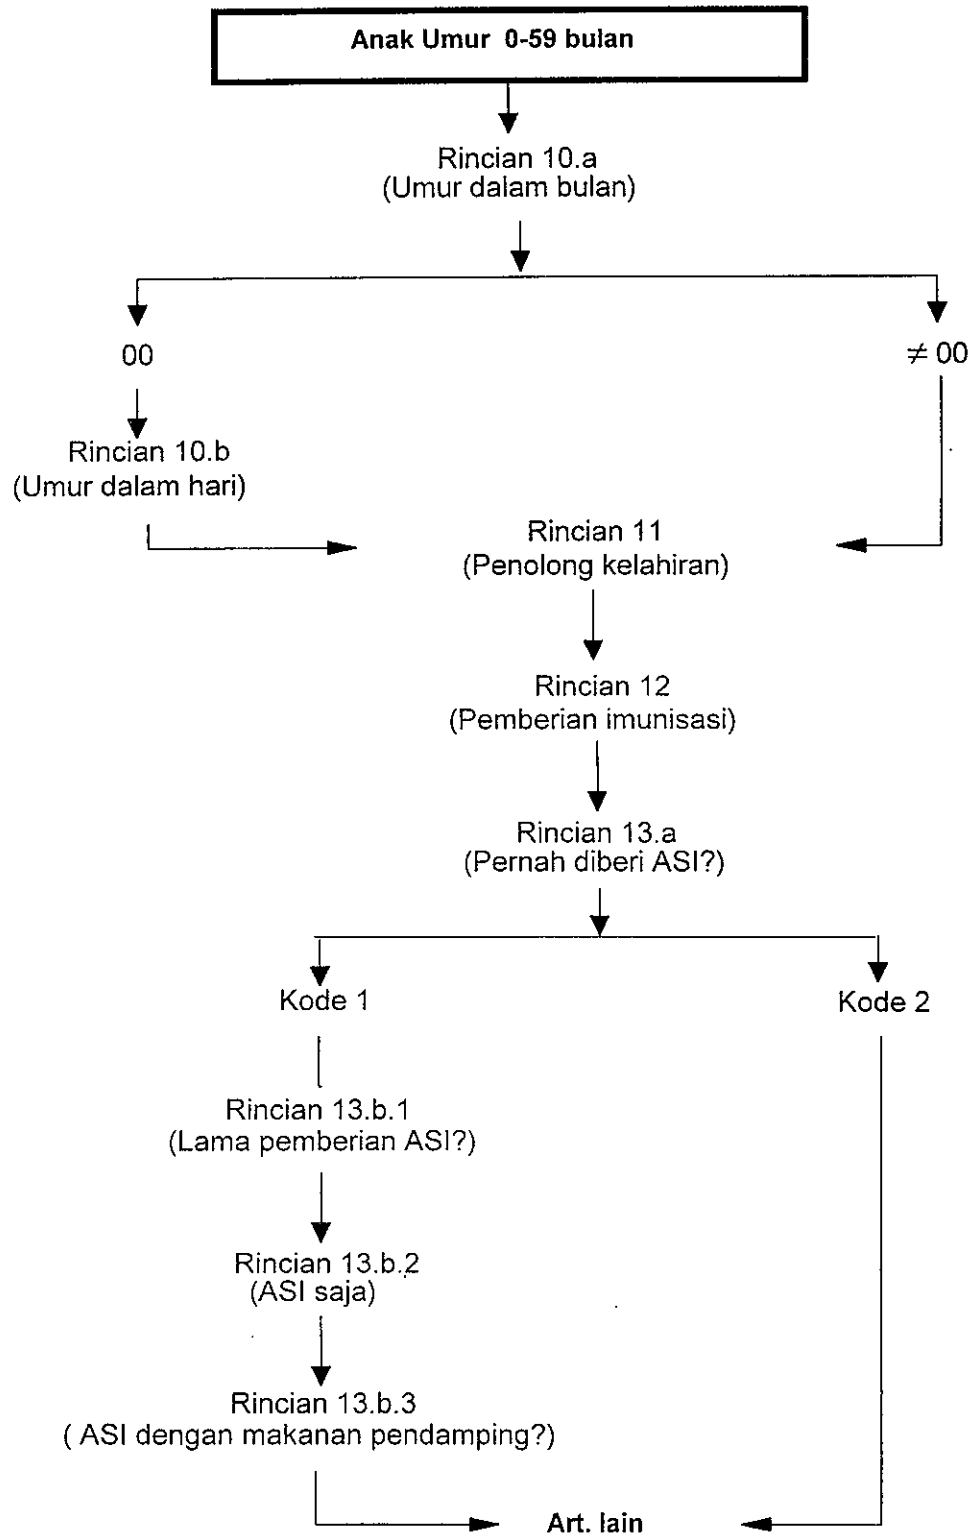 Anak Umur 0-59 bulan
Rincian 10.a
(Umur dalam bulan)
00
≠ 00
Rincian 10.b
(Umur dalam hari)
Rincian 11
(Penolong kelahiran)
Rincian 12
(Pemberian imunisasi)
Rincian 13.a
(Pernah diberi ASI?)
Kode 1
Kode 2
Rincian 13.b.1
(Lama pemberian ASI?)
Rincian 13.b.2
(ASI saja)
Rincian 13.b.3
( ASI dengan makanan pendamping?)
Art. lain